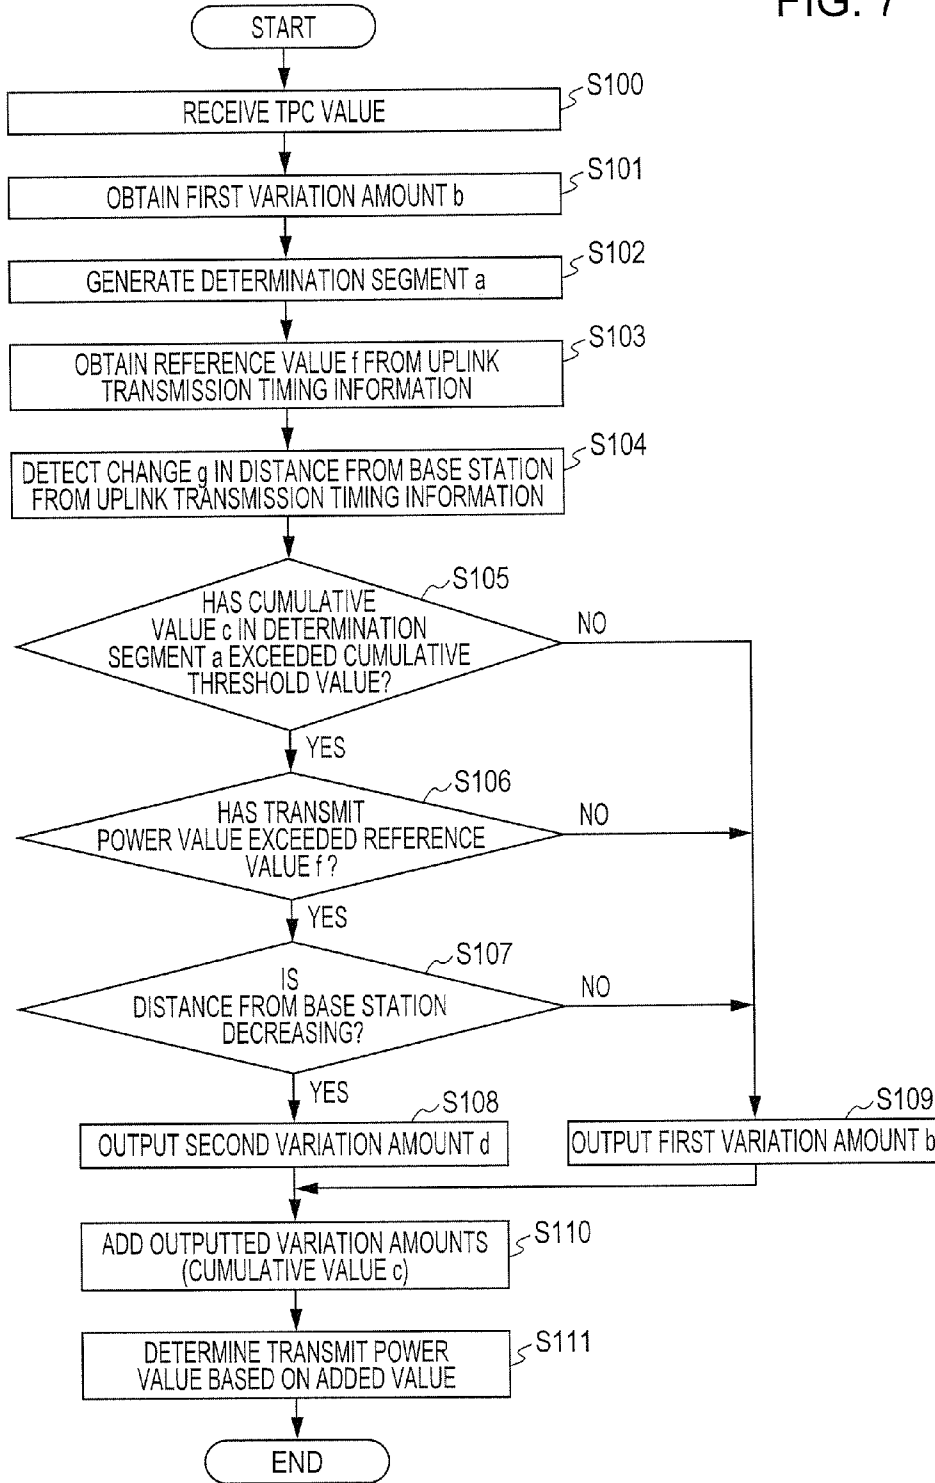 FIG. 7
START
S100
RECEIVE TPC VALUE
S101
OBTAIN FIRST VARIATION AMOUNT b
S102
GENERATE DETERMINATION SEGMENT a
S103
OBTAIN REFERENCE VALUE f FROM UPLINK
TRANSMISSION TIMING INFORMATION
S104
DETECT CHANGE g IN DISTANCE FROM BASE STATION
FROM UPLINK TRANSMISSION TIMING INFORMATION
S105
HAS CUMULATIVE
VALUE c IN DETERMINATION
SEGMENT a EXCEEDED CUMULATIVE
THRESHOLD VALUE?
NO
YES
S106
HAS TRANSMIT
POWER VALUE EXCEEDED REFERENCE
VALUE f ?
NO
YES
S107
IS
DISTANCE FROM BASE STATION
DECREASING?
NO
YES
S108
OUTPUT SECOND VARIATION AMOUNT d
S109
OUTPUT FIRST VARIATION AMOUNT b
S110
ADD OUTPUTTED VARIATION AMOUNTS
(CUMULATIVE VALUE c)
S111
DETERMINE TRANSMIT POWER
VALUE BASED ON ADDED VALUE
END